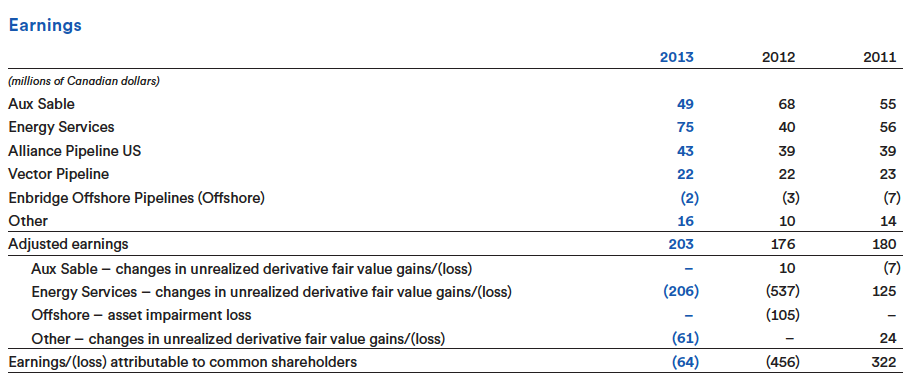 Earnings
2013 2012 2011
(millions of Canadian dollars)
Aux Sable 49 68 55
Energy Services 75 40 56
Alliance Pipeline US 43 39 39
Vector Pipeline 22 22 23
Enbridge Offshore Pipelines (Offshore) (2) (3) (7)
Other 16 10 14
Adjusted earnings 203 176 180
Aux Sable – changes in unrealized derivative fair value gains/(loss) – 10 (7)
Energy Services – changes in unrealized derivative fair value gains/(loss) (206) (537) 125
Offshore – asset impairment loss – (105) –
Other – changes in unrealized derivative fair value gains/(loss) (61) – 24
Earnings/(loss) attributable to common shareholders (64) (456) 322